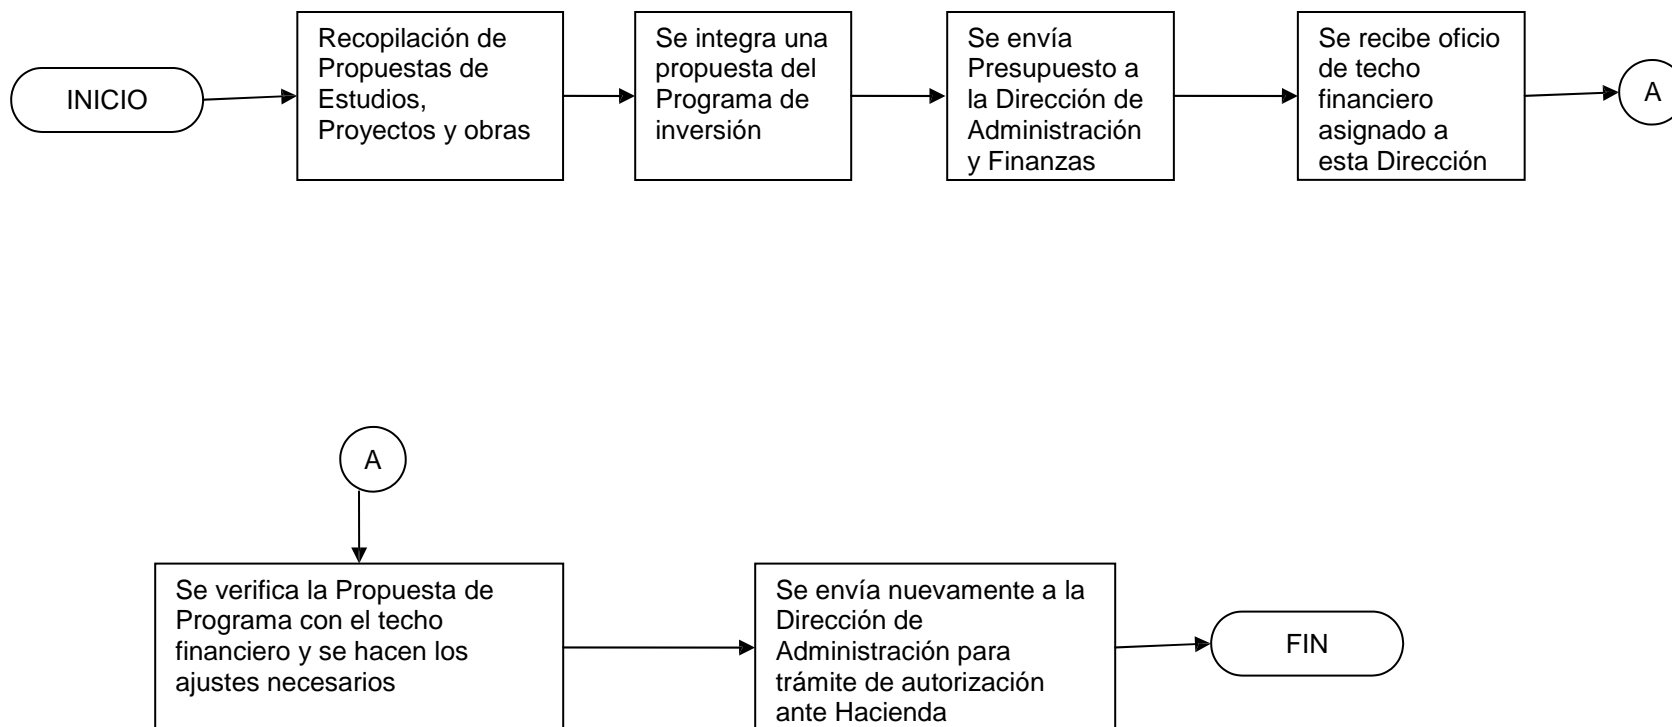 INICIO
Recopilación de
Propuestas de
Estudios,
Proyectos y obras
Se integra una
propuesta del
Programa de
inversión
Se envía
Presupuesto a
la Dirección de
Administración
y Finanzas
Se recibe oficio
de techo
financiero
asignado a
esta Dirección
A
A
Se verifica la Propuesta de
Programa con el techo
financiero y se hacen los
ajustes necesarios
Se envía nuevamente a la
Dirección de
Administración para
trámite de autorización
ante Hacienda
FIN